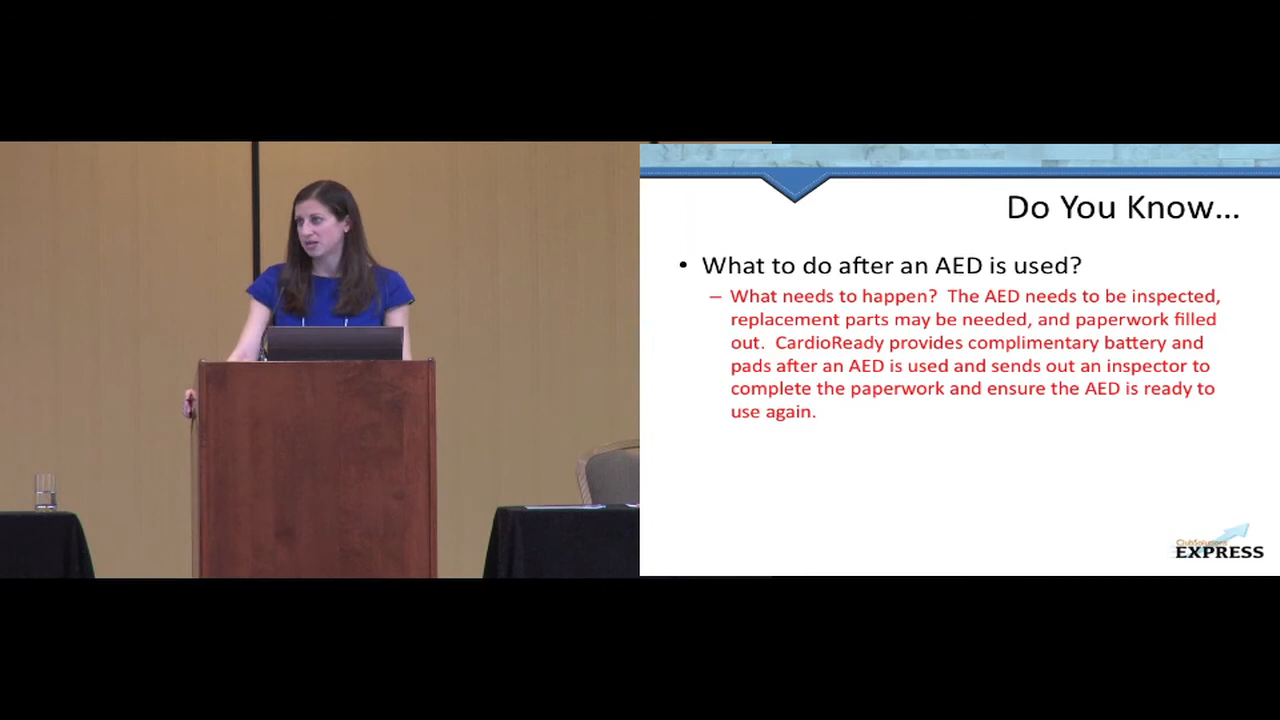 Do You Know...
• What to do after an AED is used?
– What needs to happen? The AED needs to be inspected,
replacement parts may be needed, and paperwork filled
out. CardioReady provides complimentary battery and
pads after an AED is used and sends out an inspector to
complete the paperwork and ensure the AED is ready to
use again.
ClubSolutions
EXPRESS